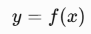 y = f(x)